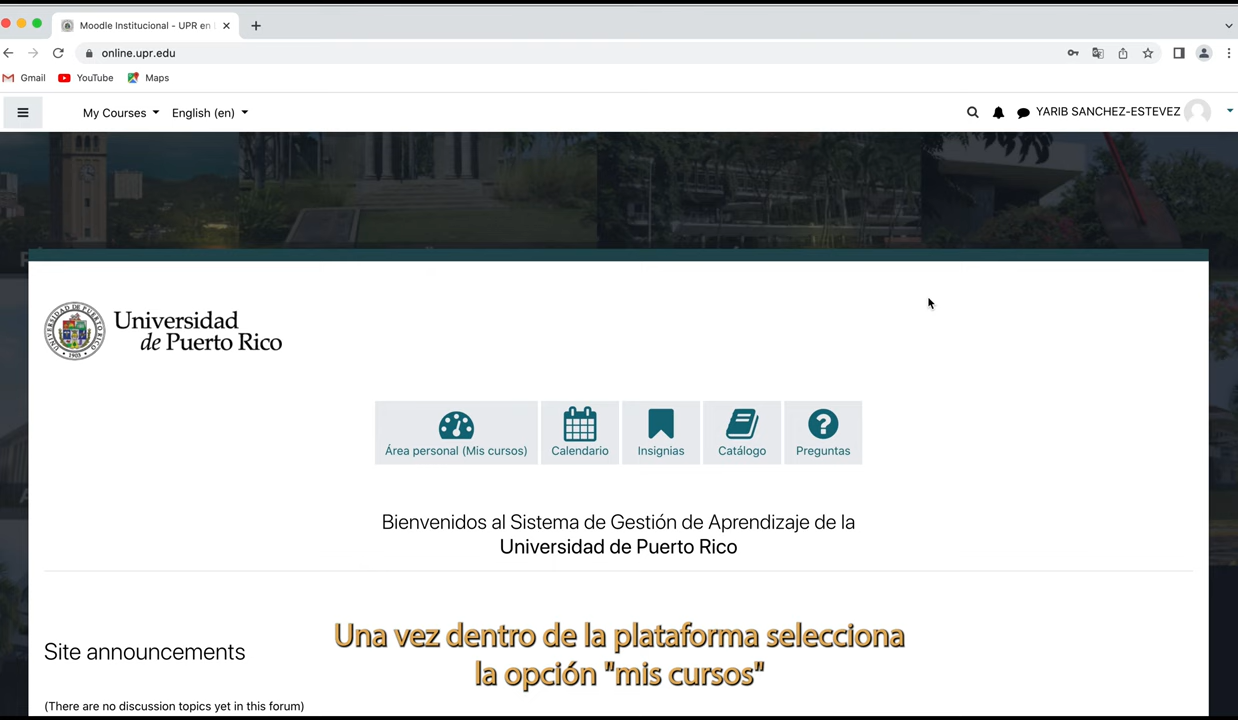 Moodle Institucional - UPR en
online.upr.edu
Gmail
YouTube
Maps
My Courses
English (en)
YARIB SANCHEZ-ESTEVEZ
Universidad
de Puerto Rico
Área personal (Mis cursos)
Calendario
Insignias
Catálogo
Preguntas
Bienvenidos al Sistema de Gestión de Aprendizaje de la
Universidad de Puerto Rico
Site announcements
Una vez dentro de la plataforma selecciona
la opción "mis cursos"
(There are no discussion topics yet in this forum)